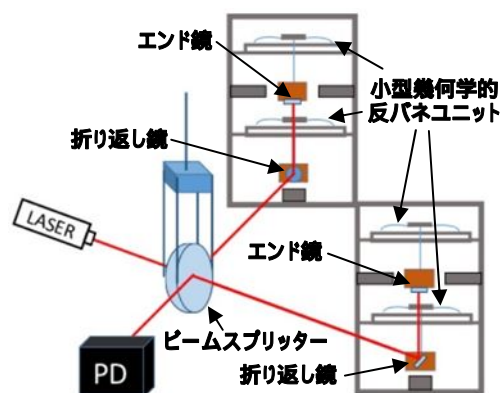 エンド鏡
小型幾何学的
反バネユニット
折り返し鏡
LASER
エンド鏡
ビームスプリッター
PD
折り返し鏡